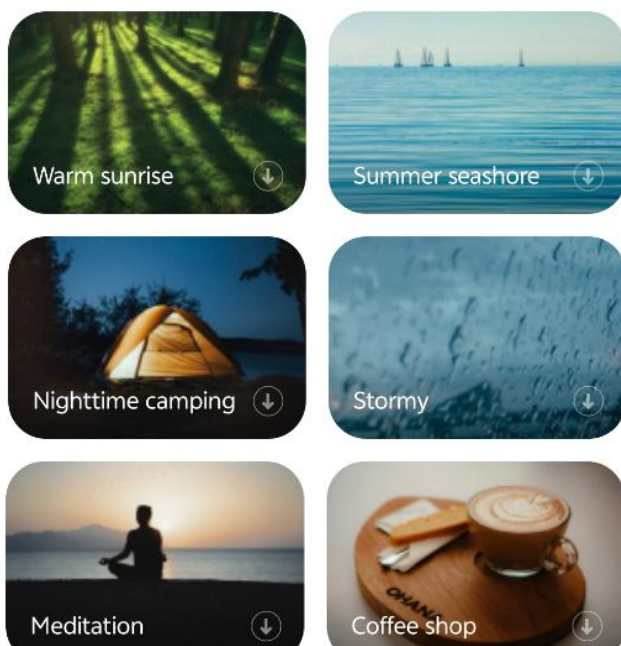 Warm sunrise
Summer seashore
Nighttime camping
Stormy
Meditation
Coffee shop